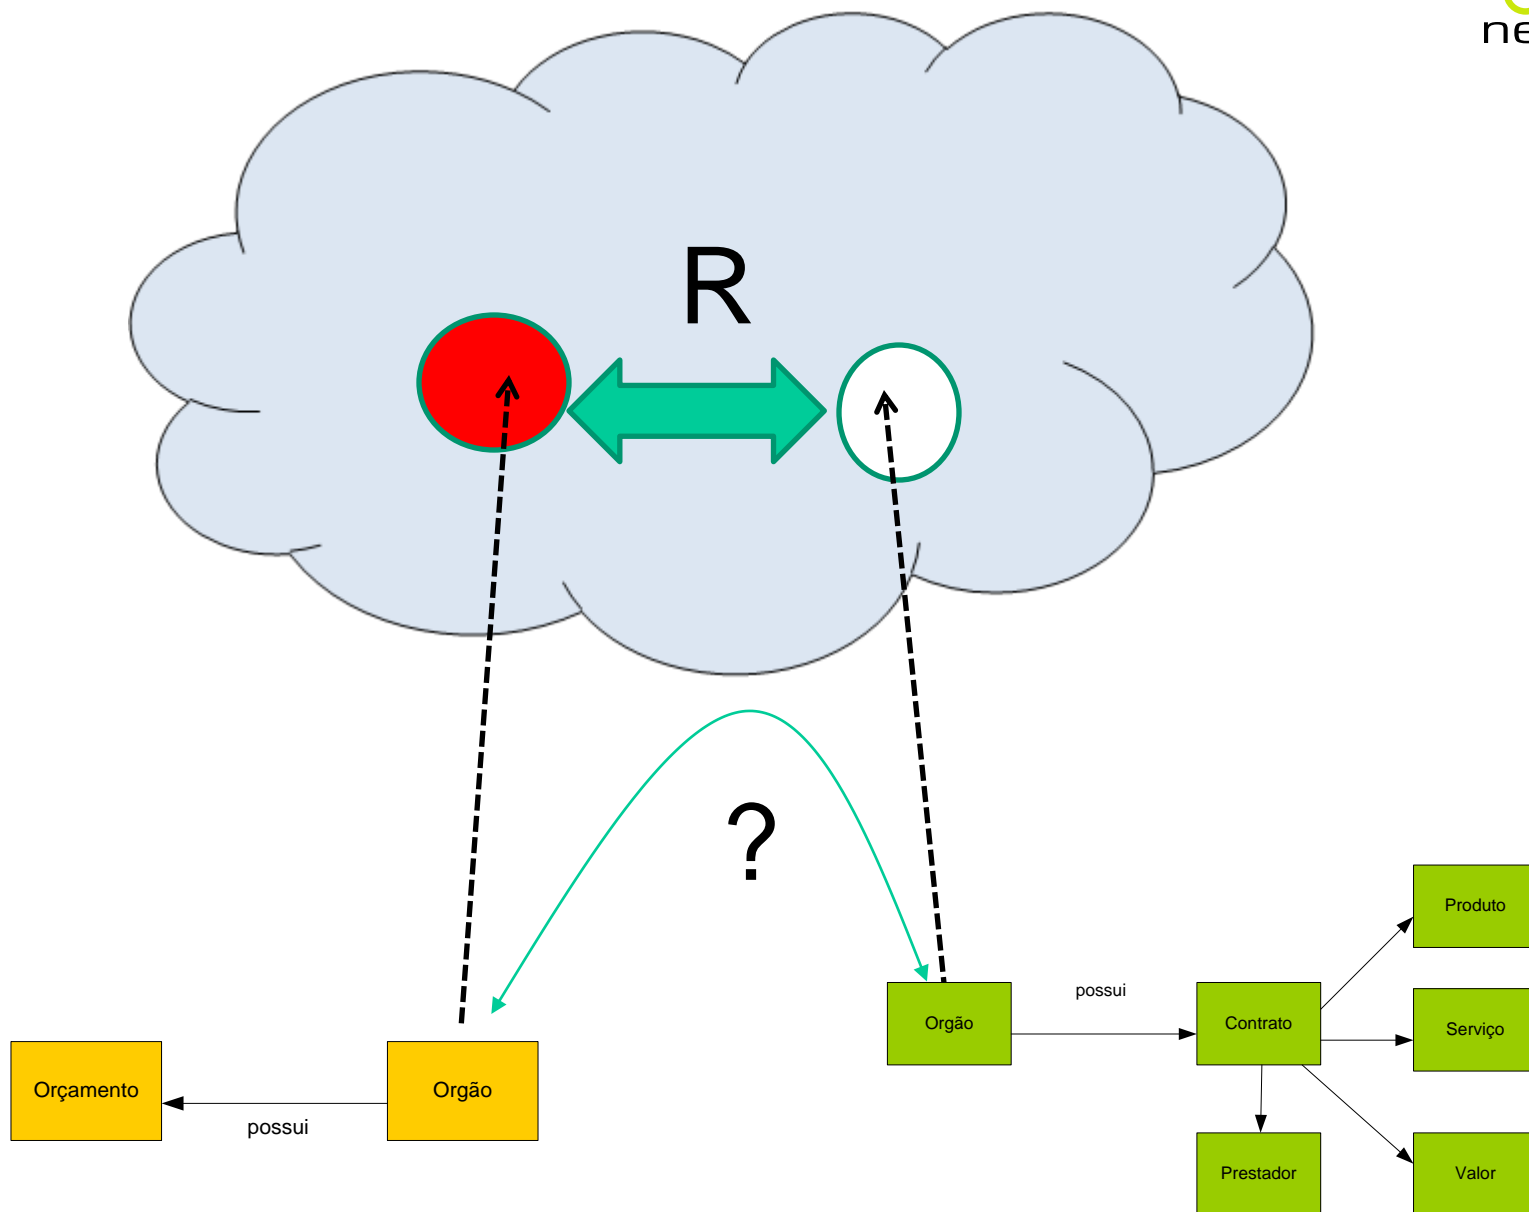 ne
R
?
Produto
possui
Orgão
Contrato
Serviço
Orçamento
Orgão
possui
Prestador
Valor